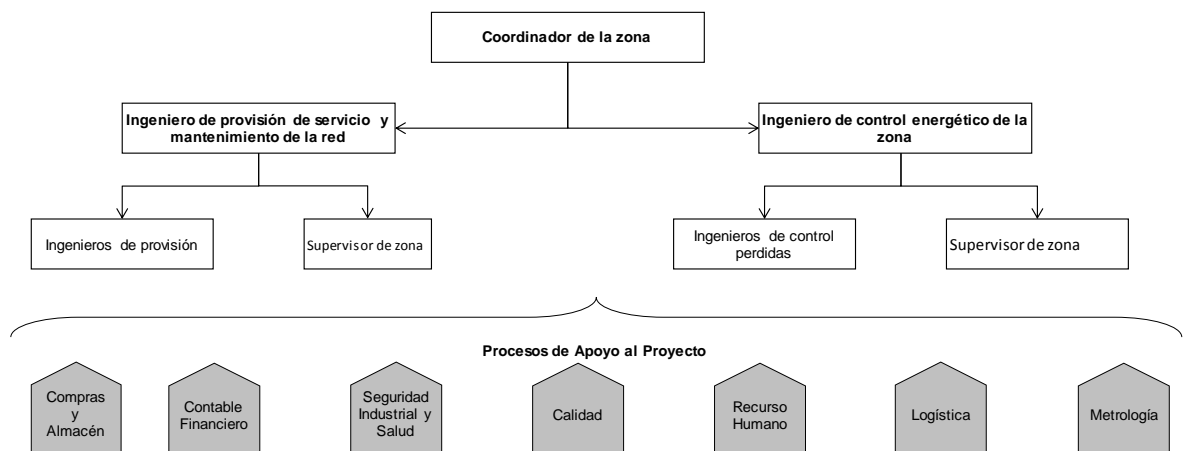 Coordinador de la zona
Ingeniero de provisión de servicio y
mantenimiento de la red
Ingeniero de control energético de la
zona
Ingenieros de provisión
Supervisor de zona
Ingenieros de control
perdidas
Supervisor de zona
Procesos de Apoyo al Proyecto
Compras
y
Almacén
Contable
Financiero
Seguridad
Industrial y
Salud
Calidad
Recurso
Humano
Logística
Metrología